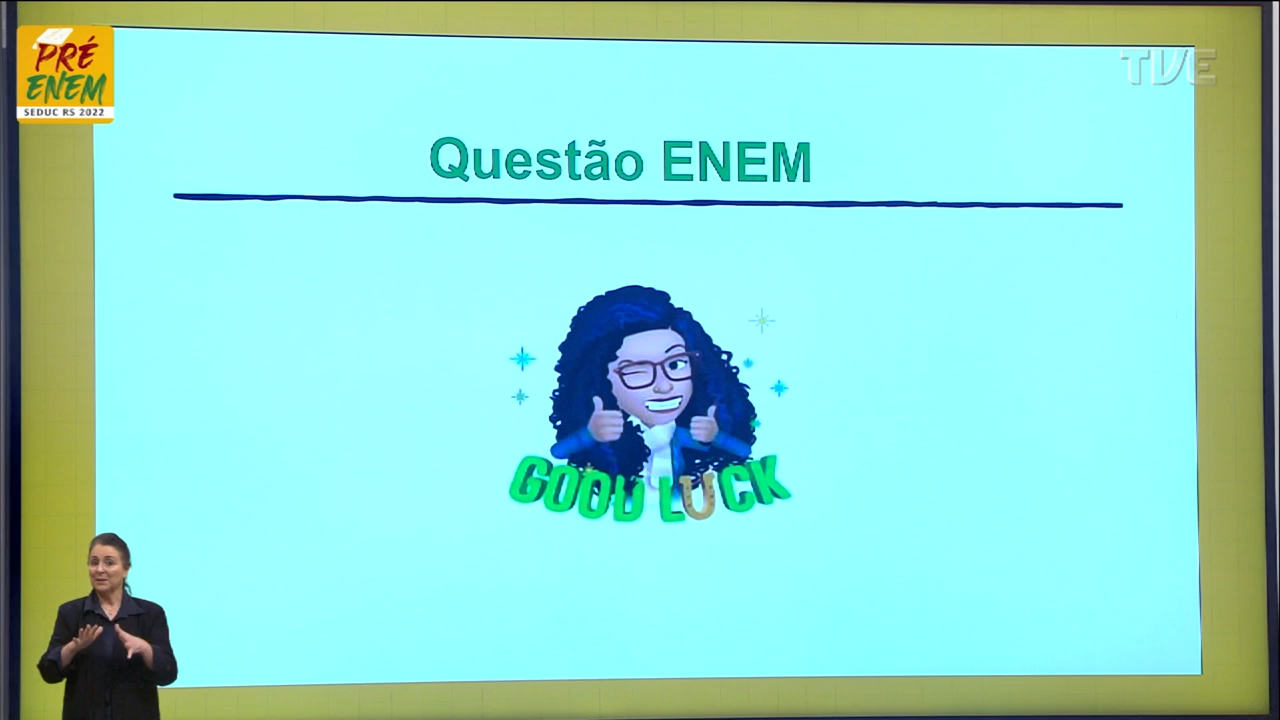 PRÉ
ENEM
SEDUC RS 2022
TVE
Questão ENEM
GOOD LUCK